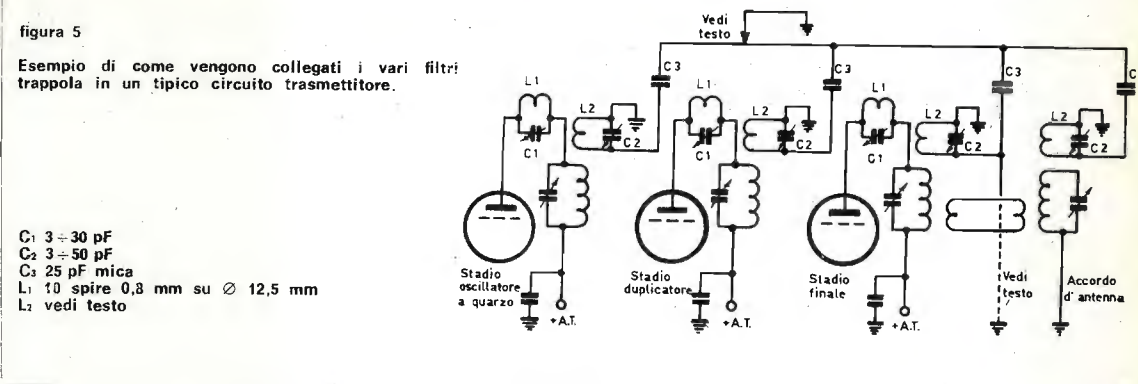 figura 5
Esempio di come vengono collegati i vari filtri
trappola in un tipico circuito trasmettitore.
C1 3÷30 pF
C2 3÷50 pF
C3 25 pF mica
L1 10 spire 0,8 mm su Ø 12,5 mm
L2 vedi testo
Vedi
testo
C3
C3
C3
C
L1
L1
L1
L2
L2
L2
L2
C1
C2
C1
C2
C1
C2
C2
Stadio
oscillatore
a quarzo
+A.T.
Stadio
duplicatore
+A.T.
Stadio
finale
+A.T.
Vedi
testo
Accordo
d'antenna